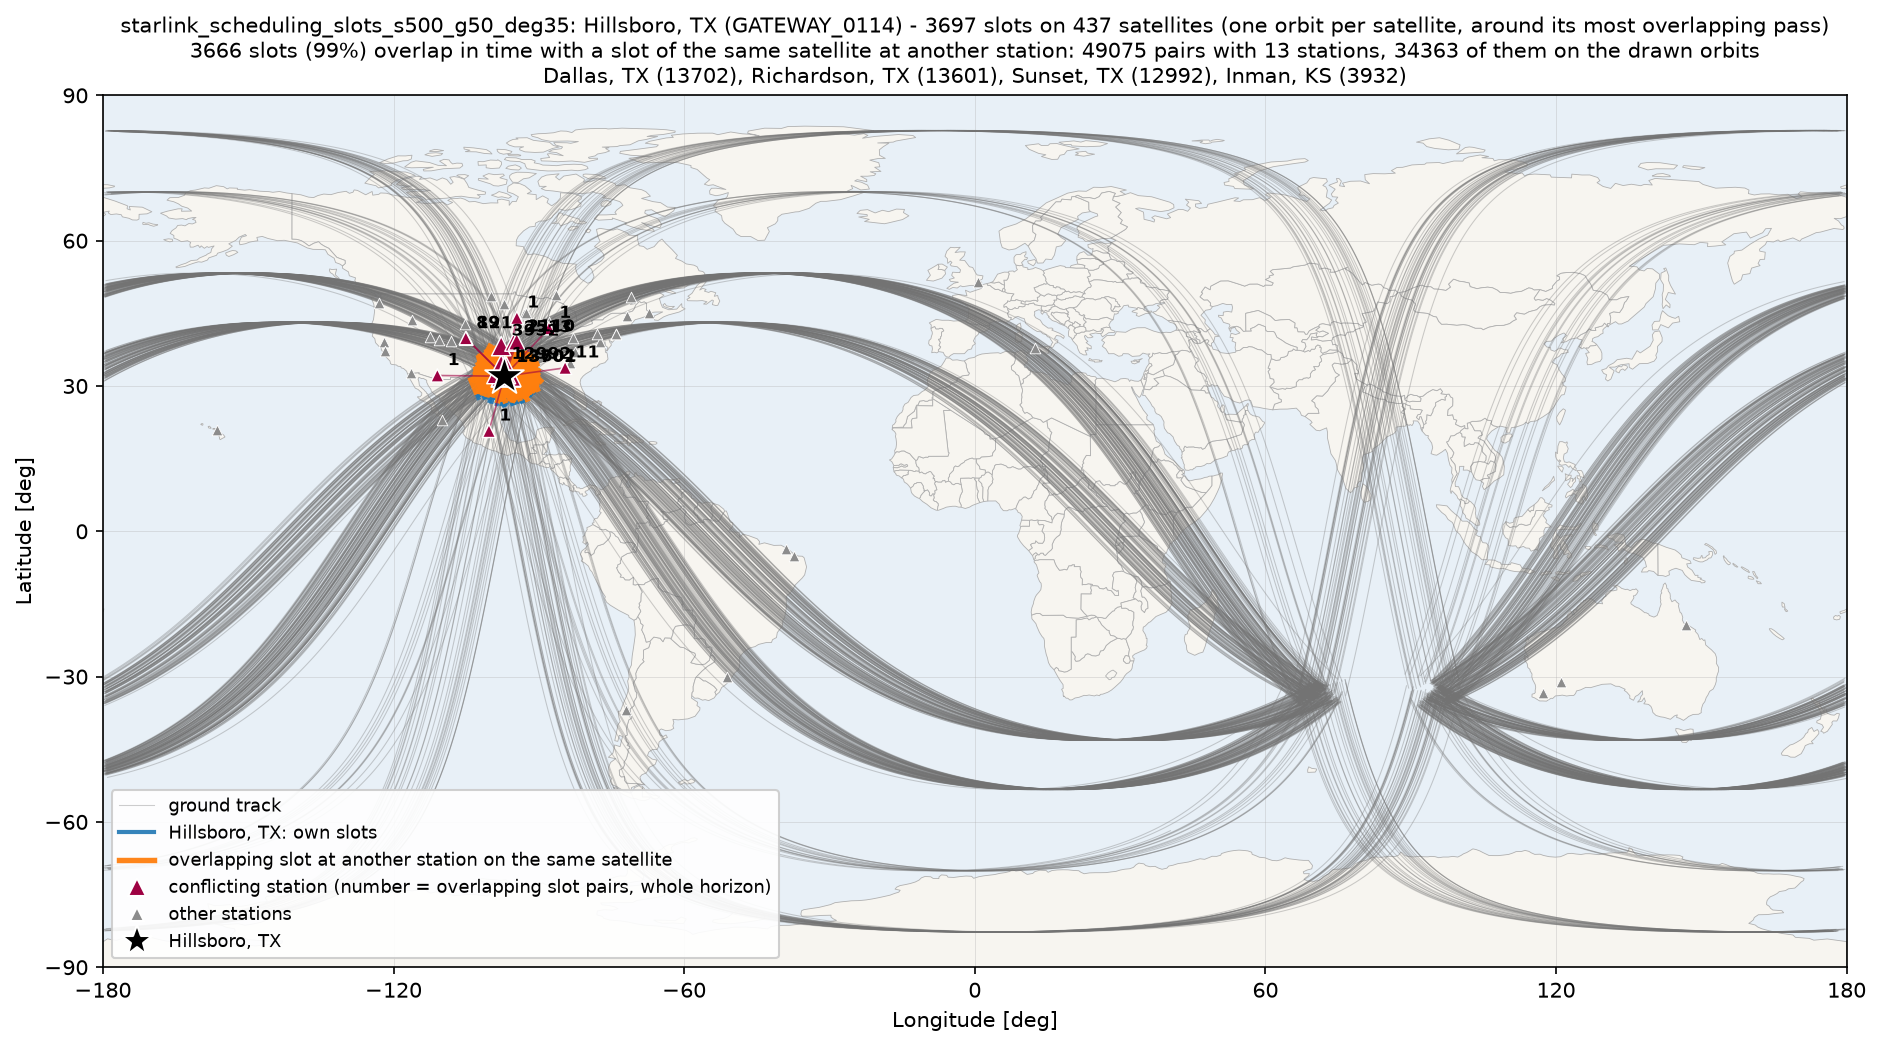 starlink_scheduling_slots_s500_g50_deg35: Hillsboro, TX (GATEWAY_0114) - 3697 slots on 437 satellites (one orbit per satellite, around its most overlapping pass)
3666 slots (99%) overlap in time with a slot of the same satellite at another station: 49075 pairs with 13 stations, 34363 of them on the drawn orbits
Dallas, TX (13702), Richardson, TX (13601), Sunset, TX (12992), Inman, KS (3932)
90
60
30
0
−30
−60
−90
Latitude [deg]
1
1
1
11
1
ground track
Hillsboro, TX: own slots
overlapping slot at another station on the same satellite
conflicting station (number = overlapping slot pairs, whole horizon)
other stations
Hillsboro, TX
−180
−120
−60
0
60
120
180
Longitude [deg]